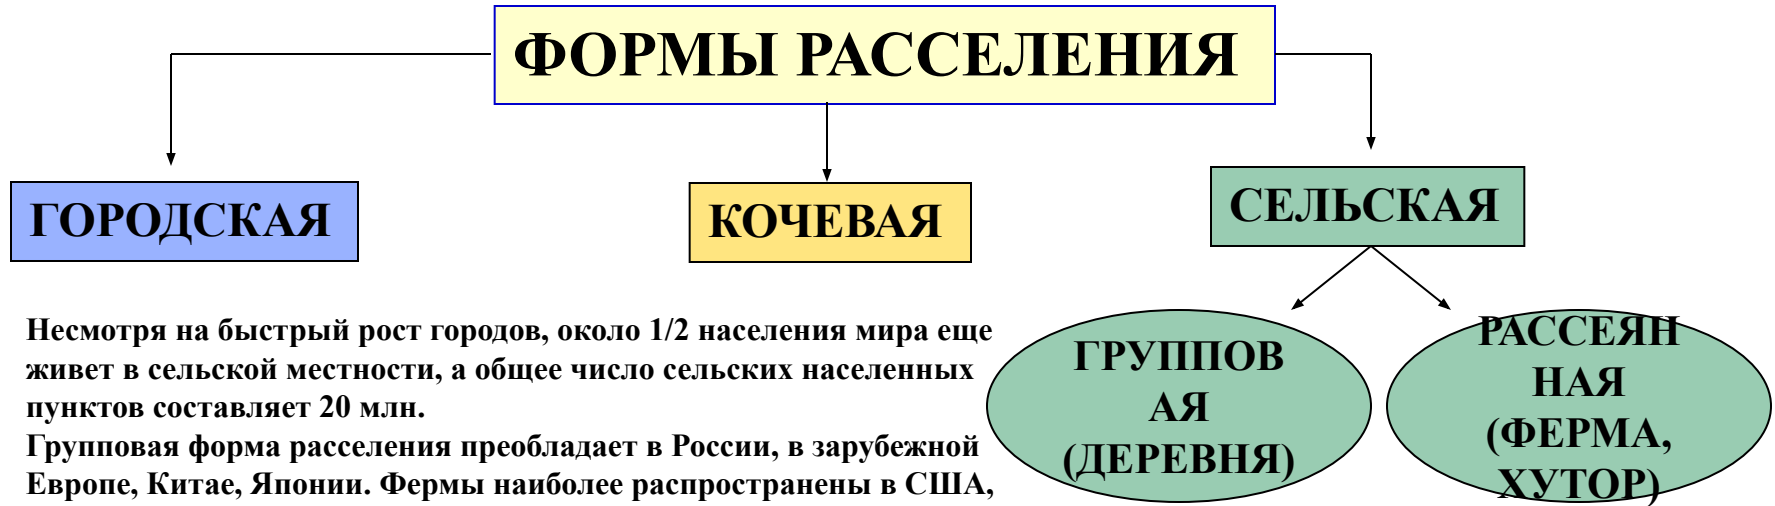 ФОРМЫ РАССЕЛЕНИЯ
ГОРОДСКАЯ
КОЧЕВАЯ
СЕЛЬСКАЯ
Несмотря на быстрый рост городов, около 1/2 населения мира еще
живет в сельской местности, а общее число сельских населенных
пунктов составляет 20 млн.
Групповая форма расселения преобладает в России, в зарубежной
Европе, Китае, Японии. Фермы наиболее распространены в США,
ГРУППОВ
АЯ
(ДЕРЕВНЯ)
РАССЕЯН
НАЯ
(ФЕРМА,
ХУТОР)